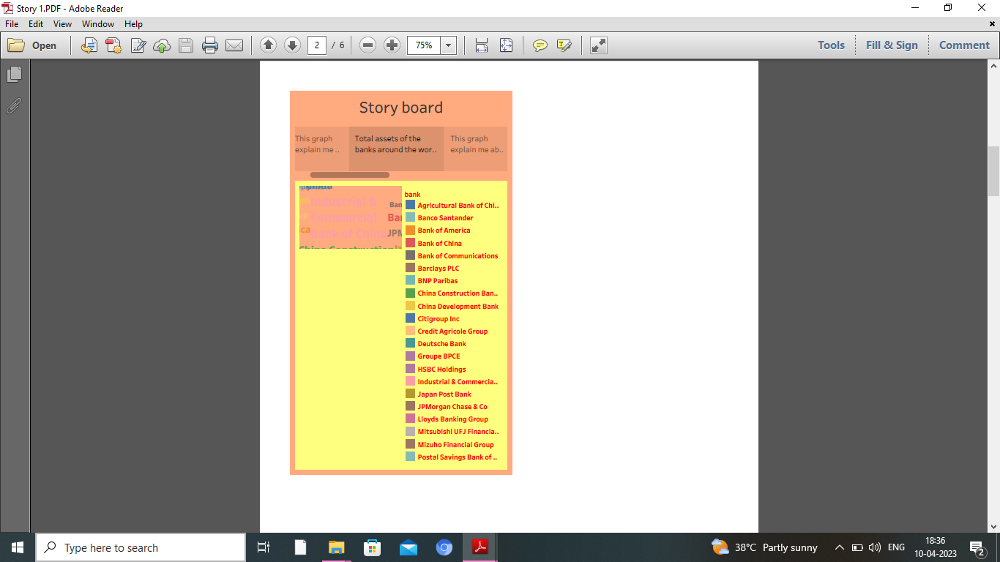 Story 1.PDF - Adobe Reader
File Edit View Window Help
Open
2 / 6
75%
Tools Fill & Sign Comment
Story board
This graph
explain me ..
Total assets of the
banks around the wor..
This graph
explain me ab..
Industrial &
Commercial
Bank of China
China Construction
bank
Agricultural Bank of Chi..
Banco Santander
Bank of America
Bank of China
Bank of Communications
Barclays PLC
BNP Paribas
China Construction Ban..
China Development Bank
Citigroup Inc
Credit Agricole Group
Deutsche Bank
Groupe BPCE
HSBC Holdings
Industrial & Commercia..
Japan Post Bank
JPMorgan Chase & Co
Lloyds Banking Group
Mitsubishi UFJ Financia..
Mizuho Financial Group
Postal Savings Bank of ..
Type here to search
38°C Partly sunny
ENG
18:36
10-04-2023
2